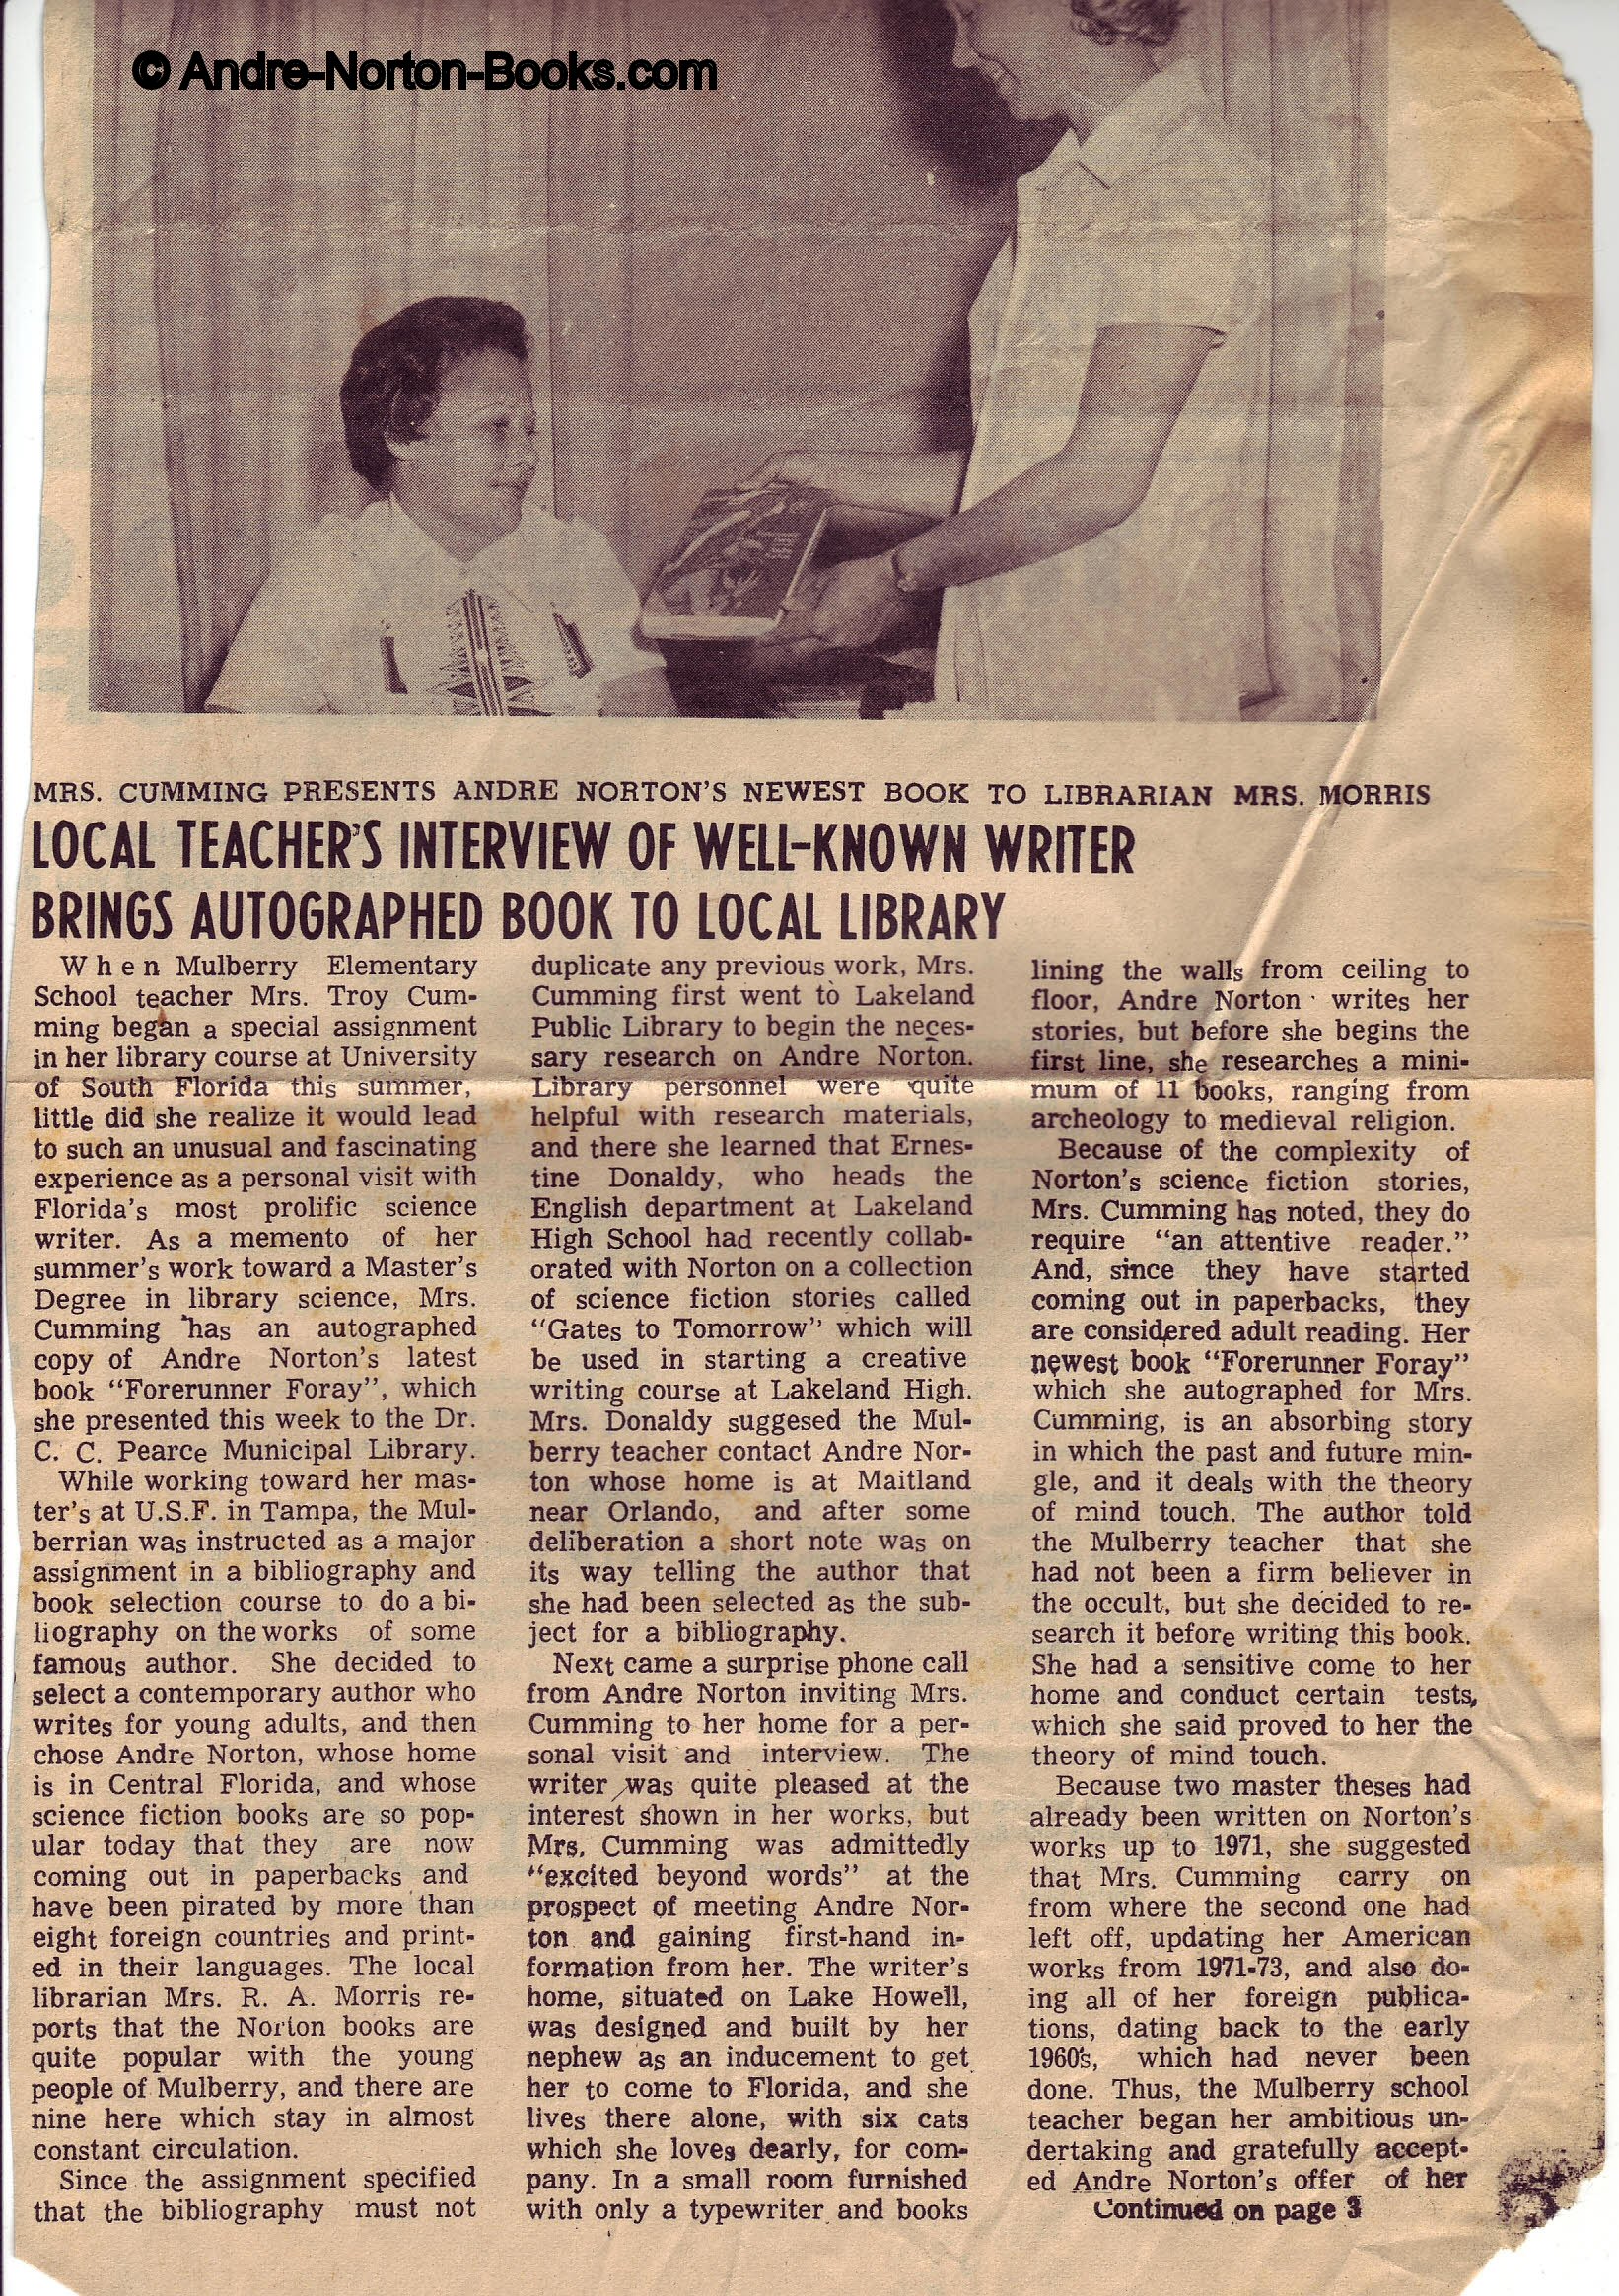 © Andre-Norton-Books.com
MRS. CUMMING PRESENTS ANDRE NORTON'S NEWEST BOOK TO LIBRARIAN MRS. MORRIS
LOCAL TEACHER'S INTERVIEW OF WELL-KNOWN WRITER
BRINGS AUTOGRAPHED BOOK TO LOCAL LIBRARY
When Mulberry Elementary
School teacher Mrs. Troy Cum-
ming began a special assignment
in her library course at University
of South Florida this summer,
little did she realize it would lead
to such an unusual and fascinating
experience as a personal visit with
Florida's most prolific science
writer. As a memento of her
summer's work toward a Master's
Degree in library science, Mrs.
Cumming has an autographed
copy of Andre Norton's latest
book "Forerunner Foray", which
she presented this week to the Dr.
C. C. Pearce Municipal Library.
While working toward her mas-
ter's at U.S.F. in Tampa, the Mul-
berrian was instructed as a major
assignment in a bibliography and
book selection course to do a bi-
liography on the works of some
famous author. She decided to
select a contemporary author who
writes for young adults, and then
chose Andre Norton, whose home
is in Central Florida, and whose
science fiction books are so pop-
ular today that they are now
coming out in paperbacks and
have been pirated by more than
eight foreign countries and print-
ed in their languages. The local
librarian Mrs. R. A. Morris re-
ports that the Norton books are
quite popular with the young
people of Mulberry, and there are
nine here which stay in almost
constant circulation.
Since the assignment specified
that the bibliography must not
duplicate any previous work, Mrs.
Cumming first went to Lakeland
Public Library to begin the neces-
sary research on Andre Norton.
Library personnel were quite
helpful with research materials,
and there she learned that Ernes-
tine Donaldy, who heads the
English department at Lakeland
High School had recently collab-
orated with Norton on a collection
of science fiction stories called
"Gates to Tomorrow" which will
be used in starting a creative
writing course at Lakeland High.
Mrs. Donaldy suggesed the Mul-
berry teacher contact Andre Nor-
ton whose home is at Maitland
near Orlando, and after some
deliberation a short note was on
its way telling the author that
she had been selected as the sub-
ject for a bibliography.
Next came a surprise phone call
from Andre Norton inviting Mrs.
Cumming to her home for a per-
sonal visit and interview. The
writer was quite pleased at the
interest shown in her works, but
Mrs. Cumming was admittedly
"excited beyond words" at the
prospect of meeting Andre Nor-
ton and gaining first-hand in-
formation from her. The writer's
home, situated on Lake Howell,
was designed and built by her
nephew as an inducement to get
her to come to Florida, and she
lives there alone, with six cats
which she loves dearly, for com-
pany. In a small room furnished
with only a typewriter and books
lining the walls from ceiling to
floor, Andre Norton writes her
stories, but before she begins the
first line, she researches a mini-
mum of 11 books, ranging from
archeology to medieval religion.
Because of the complexity of
Norton's science fiction stories,
Mrs. Cumming has noted, they do
require "an attentive reader."
And, since they have started
coming out in paperbacks, they
are considered adult reading. Her
newest book "Forerunner Foray"
which she autographed for Mrs.
Cumming, is an absorbing story
in which the past and future min-
gle, and it deals with the theory
of mind touch. The author told
the Mulberry teacher that she
had not been a firm believer in
the occult, but she decided to re-
search it before writing this book.
She had a sensitive come to her
home and conduct certain tests,
which she said proved to her the
theory of mind touch.
Because two master theses had
already been written on Norton's
works up to 1971, she suggested
that Mrs. Cumming carry on
from where the second one had
left off, updating her American
works from 1971-73, and also do-
ing all of her foreign publica-
tions, dating back to the early
1960's, which had never been
done. Thus, the Mulberry school
teacher began her ambitious un-
dertaking and gratefully accept-
ed Andre Norton's offer of her
Continued on page 3